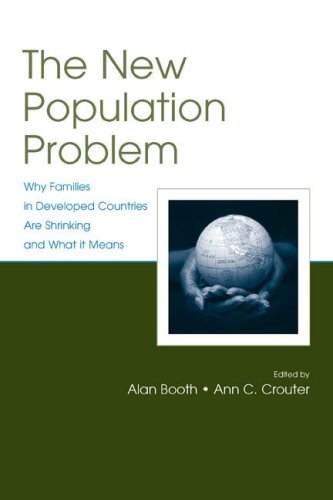 The New
Population
Problem
Why Families
in Developed Countries
Are Shrinking
and What it Means
Edited by
Alan Booth • Ann C. Crouter